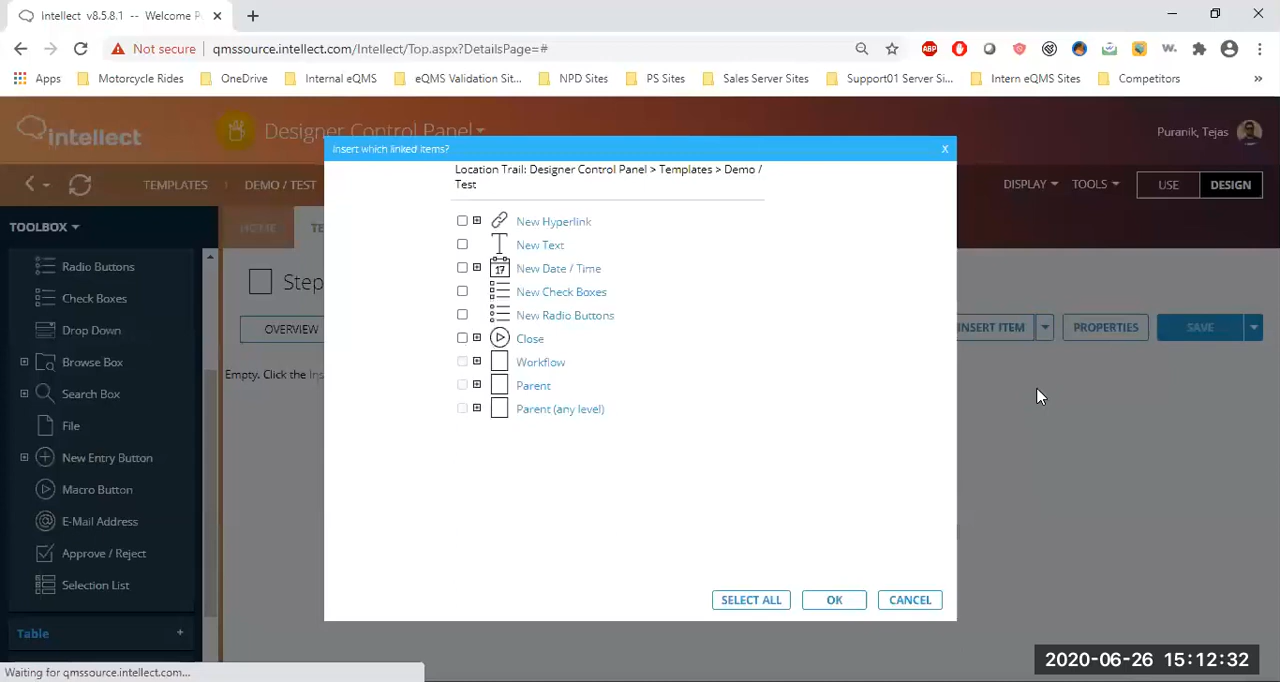 Intellect v8.5.8.1 -- Welcome P
Not secure qmssource.intellect.com/Intellect/Top.aspx?DetailsPage=#
ABP
W.
Apps Motorcycle Rides OneDrive Internal eQMS eQMS Validation Sit... NPD Sites PS Sites Sales Server Sites Support01 Server Si... Intern eQMS Sites Competitors »
intellect Designer Control Panel Puranik, Tejas
TEMPLATES DEMO / TEST DISPLAY TOOLS USE DESIGN
TOOLBOX
HOME TE
Radio Buttons
Check Boxes
Drop Down
Browse Box
Search Box
File
New Entry Button
Macro Button
E-Mail Address
Approve / Reject
Selection List
Table +
Step
OVERVIEW INSERT ITEM PROPERTIES SAVE
Empty. Click the Ins
Insert which linked items? X
Location Trail: Designer Control Panel > Templates > Demo /
Test
New Hyperlink
New Text
17 New Date / Time
New Check Boxes
New Radio Buttons
Close
Workflow
Parent
Parent (any level)
SELECT ALL OK CANCEL
Waiting for qmssource.intellect.com...
2020-06-26 15:12:32